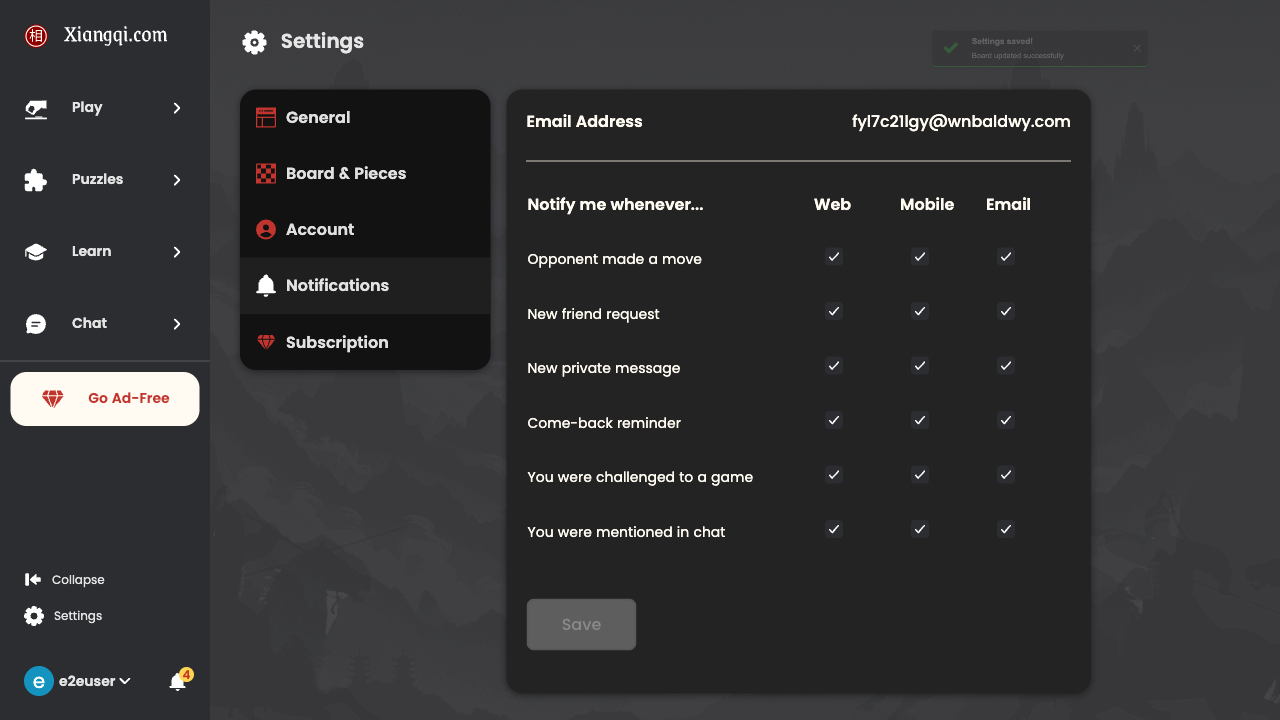 相 Xiangqi.com
Play
Puzzles
Learn
Chat
Go Ad-Free
Collapse
Settings
e e2euser
4
Settings
Settings saved!
Board updated successfully
General
Board & Pieces
Account
Notifications
Subscription
Email Address fyl7c21lgy@wnbaldwy.com
Notify me whenever... Web Mobile Email
Opponent made a move
New friend request
New private message
Come-back reminder
You were challenged to a game
You were mentioned in chat
Save